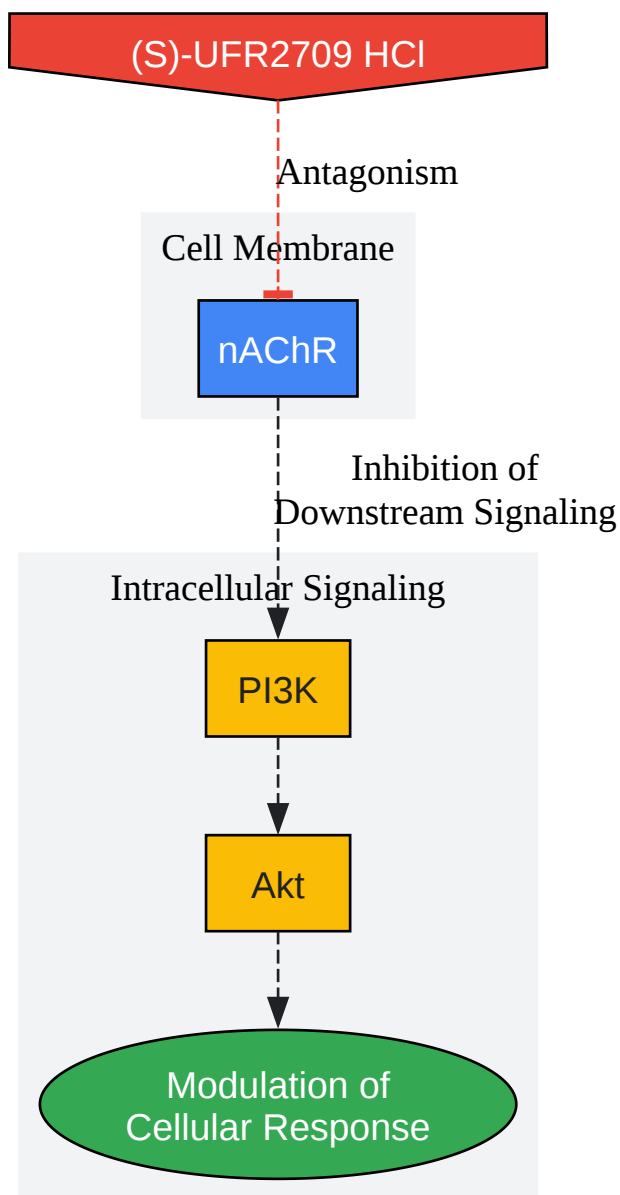 (S)-UFR2709 HCl
Antagonism
Cell Membrane
nAChR
Inhibition of
Downstream Signaling
Intracellular Signaling
PI3K
Akt
Modulation of
Cellular Response